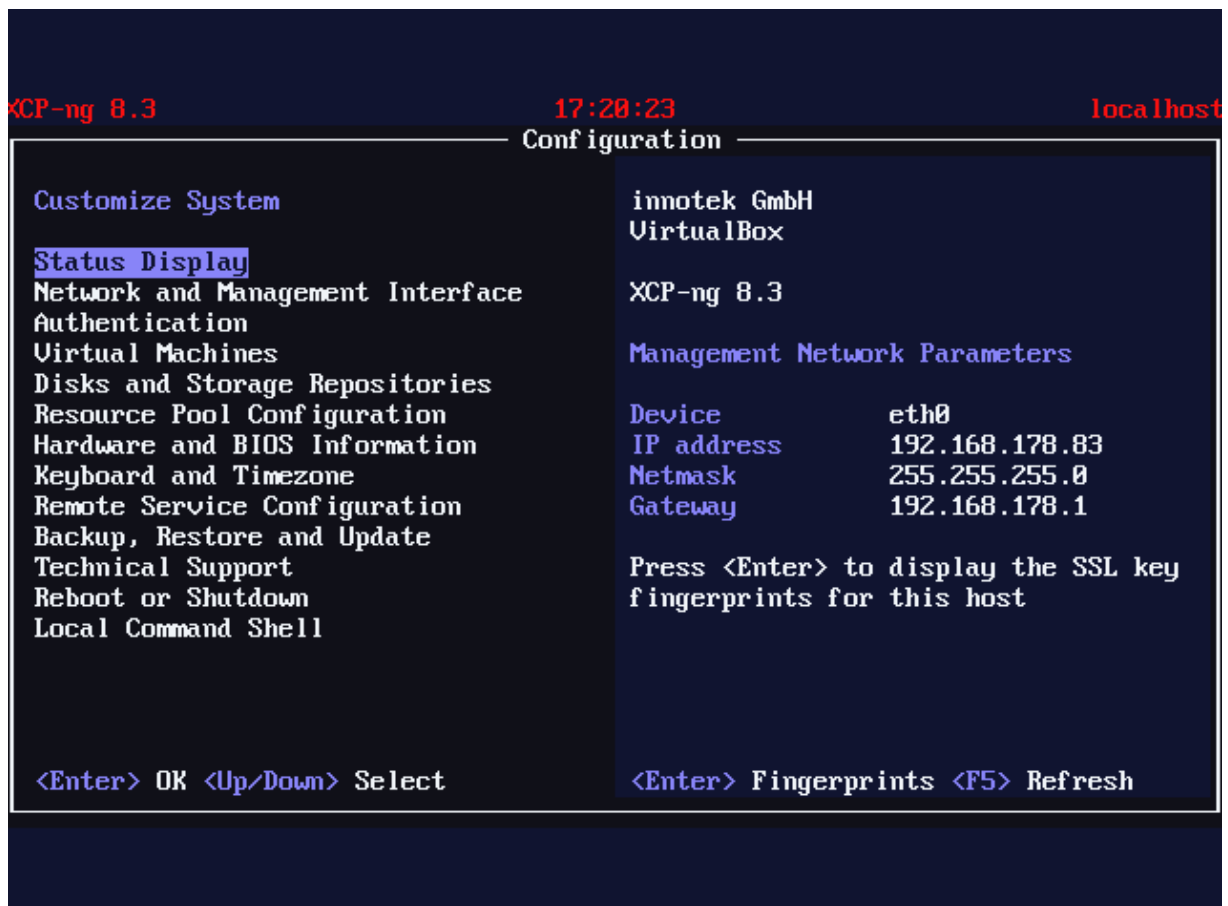 XCP-ng 8.3 17:20:23 localhost
Configuration
Customize System
Status Display
Network and Management Interface
Authentication
Virtual Machines
Disks and Storage Repositories
Resource Pool Configuration
Hardware and BIOS Information
Keyboard and Timezone
Remote Service Configuration
Backup, Restore and Update
Technical Support
Reboot or Shutdown
Local Command Shell
<Enter> OK <Up/Down> Select
innotek GmbH
VirtualBox
XCP-ng 8.3
Management Network Parameters
Device eth0
IP address 192.168.178.83
Netmask 255.255.255.0
Gateway 192.168.178.1
Press <Enter> to display the SSL key
fingerprints for this host
<Enter> Fingerprints <F5> Refresh